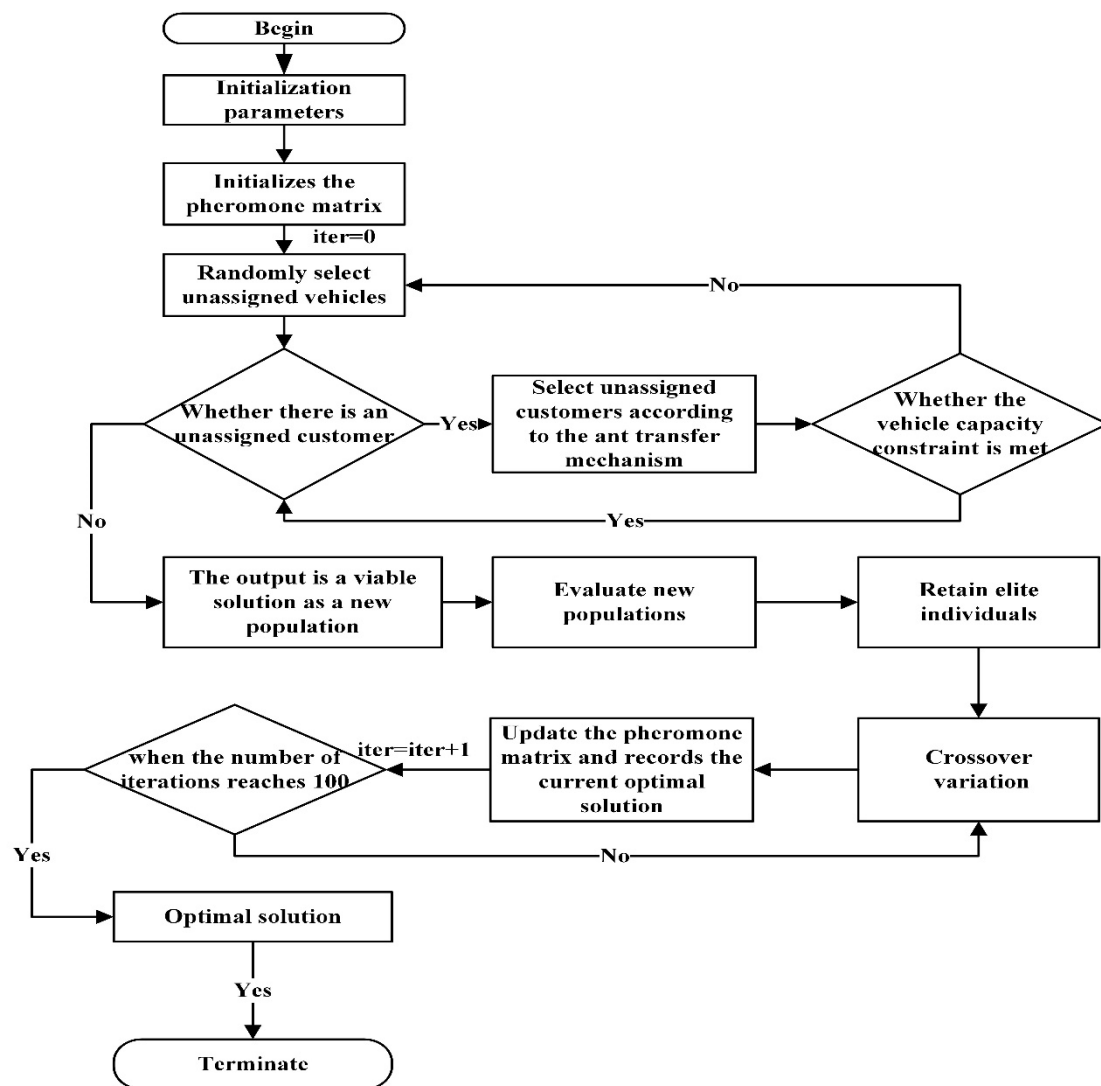 Begin
Initialization
parameters
Initializes the
pheromone matrix
iter=0
Randomly select
unassigned vehicles
No
Whether there is an
unassigned customer
Yes
Select unassigned
customers according
to the ant transfer
mechanism
Whether the
vehicle capacity
constraint is met
Yes
No
The output is a viable
solution as a new
population
Evaluate new
populations
Retain elite
individuals
when the number of
iterations reaches 100
iter=iter+1
Update the pheromone
matrix and records the
current optimal
solution
Crossover
variation
No
Yes
Optimal solution
Yes
Terminate